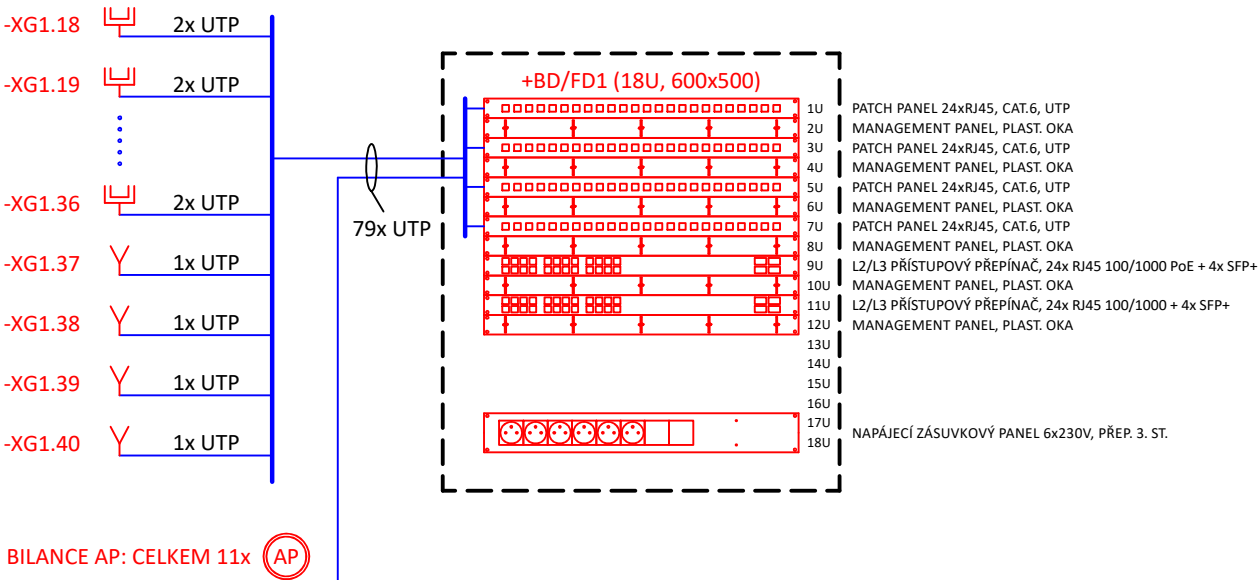 -XG1.18 2x UTP
-XG1.19 2x UTP
-XG1.36 2x UTP
-XG1.37 1x UTP
-XG1.38 1x UTP
-XG1.39 1x UTP
-XG1.40 1x UTP
79x UTP
+BD/FD1 (18U, 600x500)
1U PATCH PANEL 24xRJ45, CAT.6, UTP
2U MANAGEMENT PANEL, PLAST. OKA
3U PATCH PANEL 24xRJ45, CAT.6, UTP
4U MANAGEMENT PANEL, PLAST. OKA
5U PATCH PANEL 24xRJ45, CAT.6, UTP
6U MANAGEMENT PANEL, PLAST. OKA
7U PATCH PANEL 24xRJ45, CAT.6, UTP
8U MANAGEMENT PANEL, PLAST. OKA
9U L2/L3 PŘÍSTUPOVÝ PŘEPÍNAČ, 24x RJ45 100/1000 PoE + 4x SFP+
10U MANAGEMENT PANEL, PLAST. OKA
11U L2/L3 PŘÍSTUPOVÝ PŘEPÍNAČ, 24x RJ45 100/1000 + 4x SFP+
12U MANAGEMENT PANEL, PLAST. OKA
13U
14U
15U
16U
17U
18U
NAPÁJECÍ ZÁSUVKOVÝ PANEL 6x230V, PŘEP. 3. ST.
BILANCE AP: CELKEM 11x AP